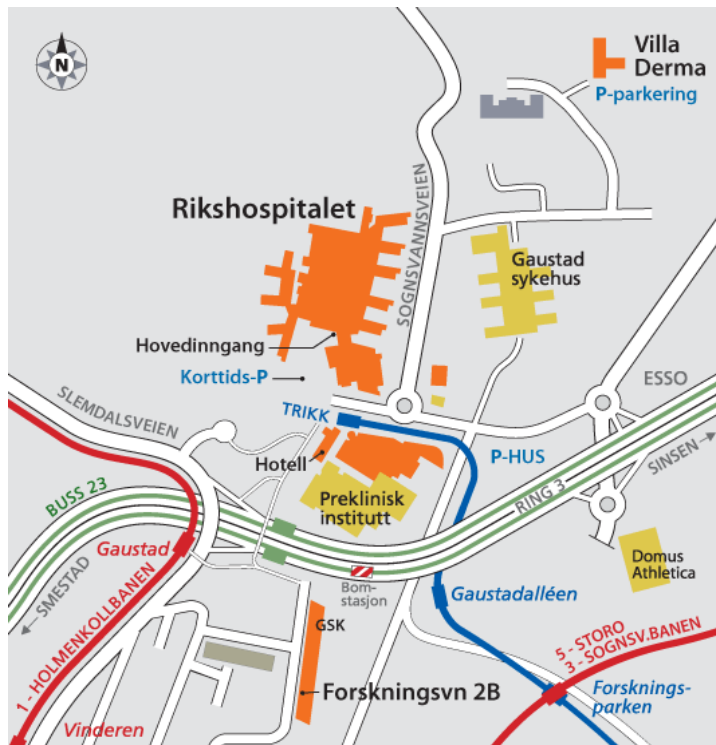 N
Villa
Derma
P-parkering
Rikshospitalet
SOGNSVANNSVEIEN
Gaustad
sykehus
Hovedinngang
Korttids-P
ESSO
SLEMDALSVEIEN
TRIKK
P-HUS
SINSEN
Hotell
BUSS 23
RING 3
Preklinisk
institutt
Gaustad
SMESTAD
Bom-
stasjon
Domus
Athletica
Gaustadalléen
1 - HOLMENKOLLBANEN
GSK
5 - STORO
3 - SOGNSV.BANEN
Forskningsvn 2B
Forsknings-
parken
Vinderen